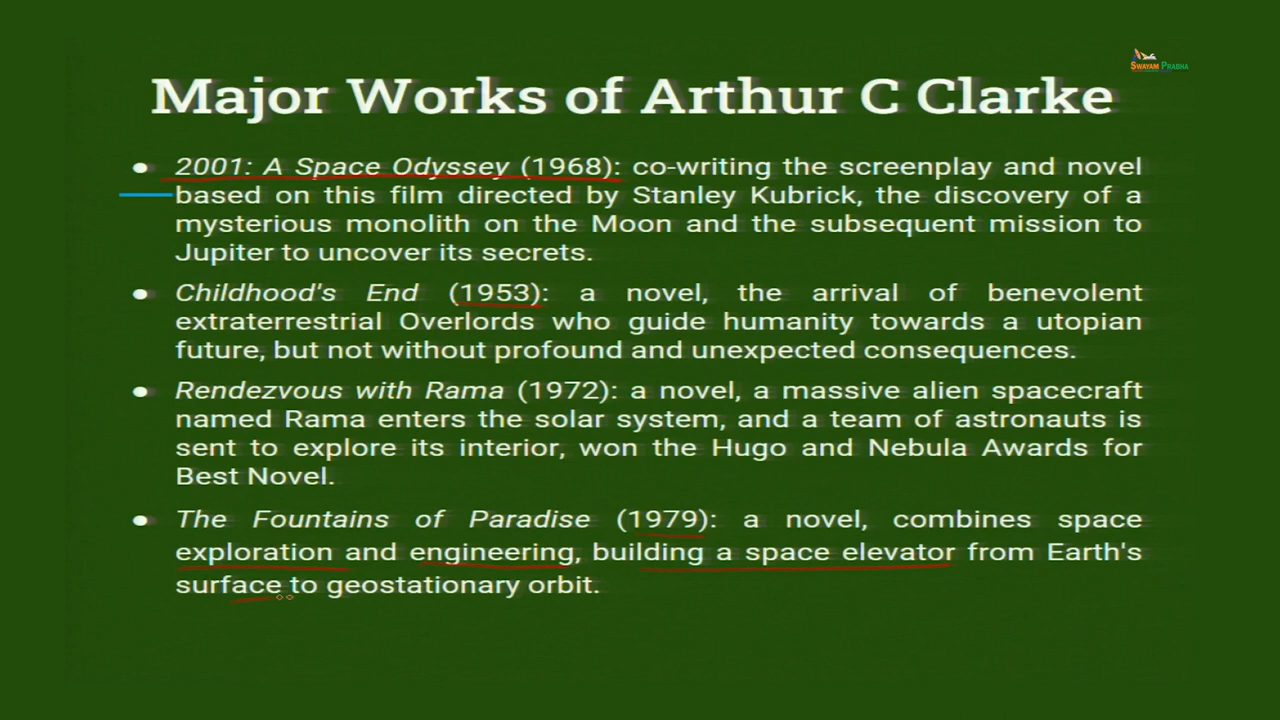 SWAYAM PRABHA
Major Works of Arthur C Clarke
● 2001: A Space Odyssey (1968): co-writing the screenplay and novel
based on this film directed by Stanley Kubrick, the discovery of a
mysterious monolith on the Moon and the subsequent mission to
Jupiter to uncover its secrets.
● Childhood's End (1953): a novel, the arrival of benevolent
extraterrestrial Overlords who guide humanity towards a utopian
future, but not without profound and unexpected consequences.
● Rendezvous with Rama (1972): a novel, a massive alien spacecraft
named Rama enters the solar system, and a team of astronauts is
sent to explore its interior, won the Hugo and Nebula Awards for
Best Novel.
● The Fountains of Paradise (1979): a novel, combines space
exploration and engineering, building a space elevator from Earth's
surface to geostationary orbit.